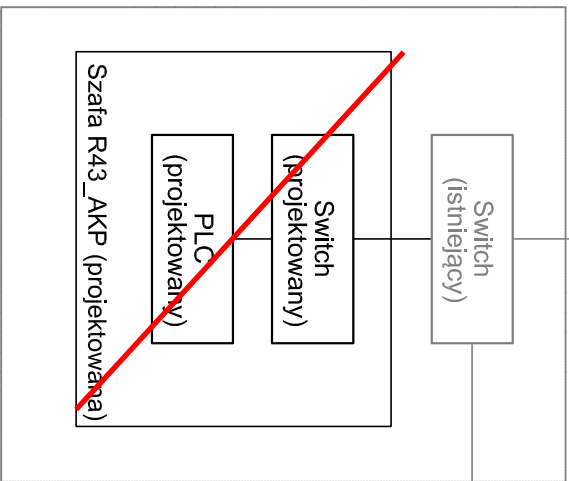 Szafa R43_AKP (projektowana)
PLC
(projektowany)
Switch
(projektowany)
Switch
(istniejący)